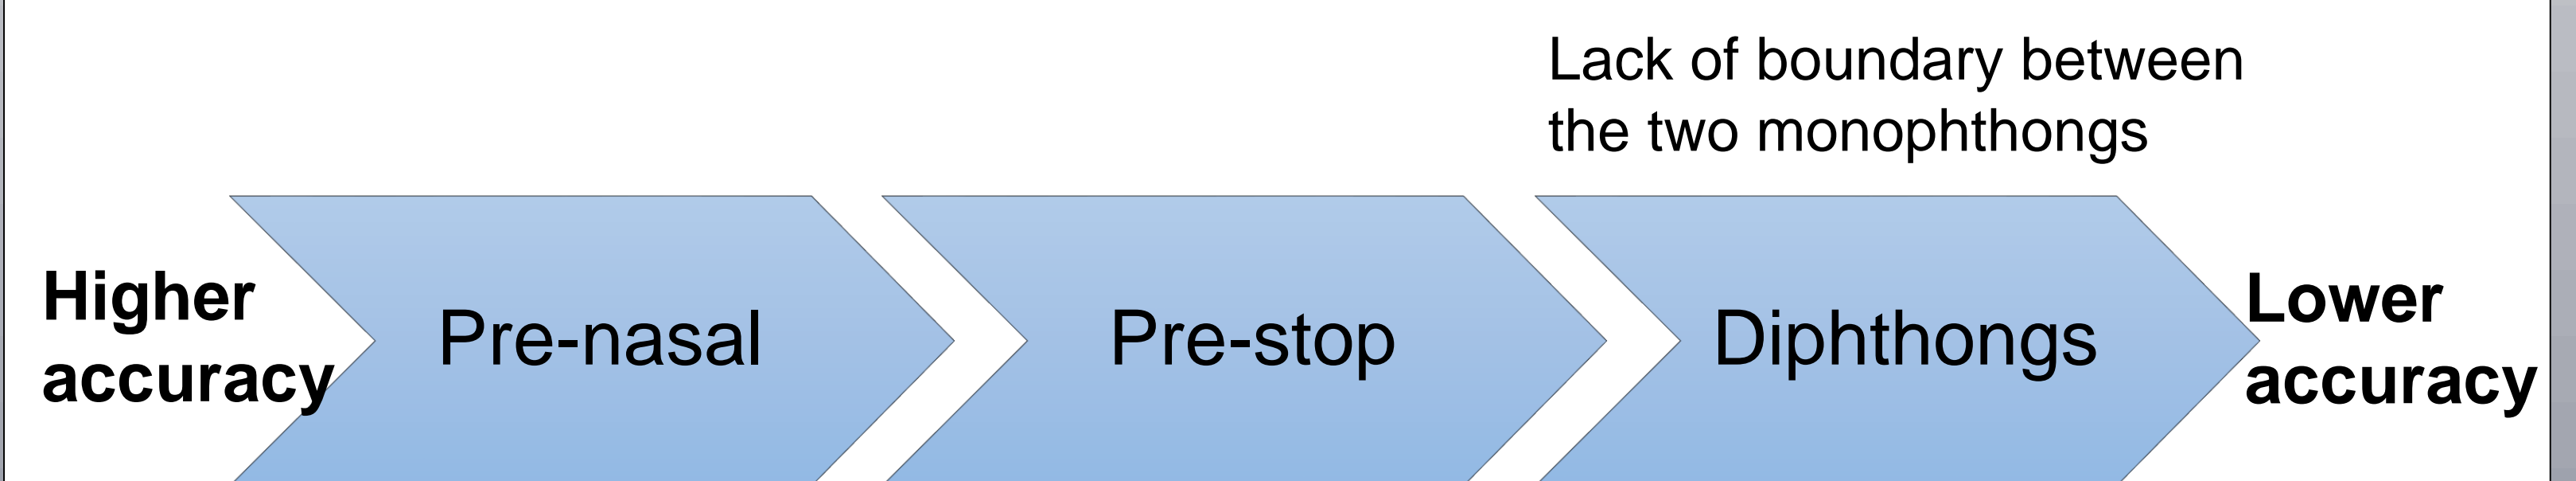 Lack of boundary between
the two monophthongs
Higher
accuracy
Pre-nasal
Pre-stop
Diphthongs
Lower
accuracy